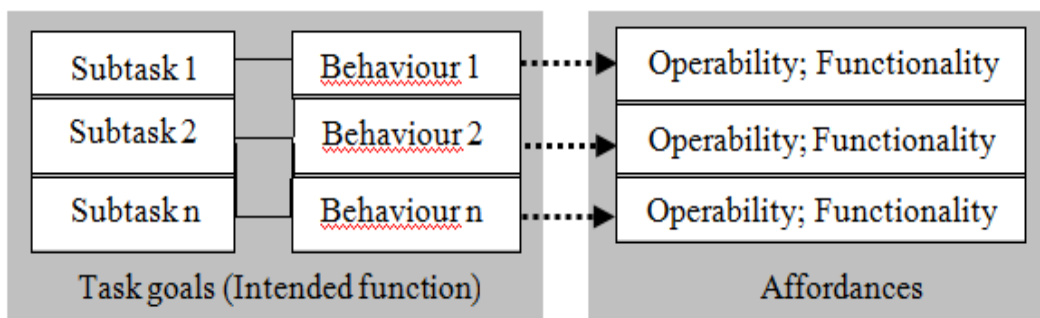 Subtask 1
Behaviour 1
Operability; Functionality
Subtask 2
Behaviour 2
Operability; Functionality
Subtask n
Behaviour n
Operability; Functionality
Task goals (Intended function)
Affordances